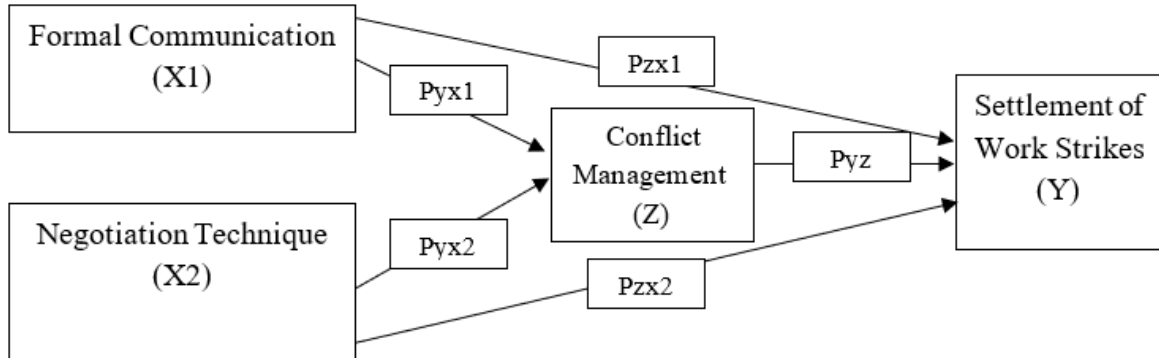 Formal Communication
(X1)
Pzx1
Pyx1
Conflict
Management
(Z)
Pyz
Settlement of
Work Strikes
(Y)
Negotiation Technique
(X2)
Pyx2
Pzx2